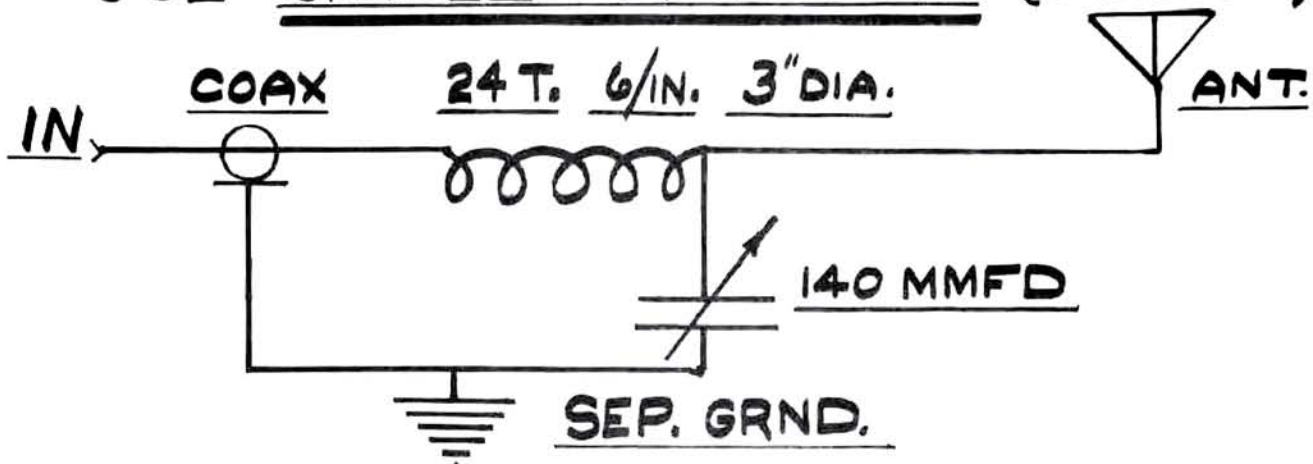 COAX 24 T. 6/IN. 3" DIA.
ANT.
IN
140 MMFD
SEP. GRND.